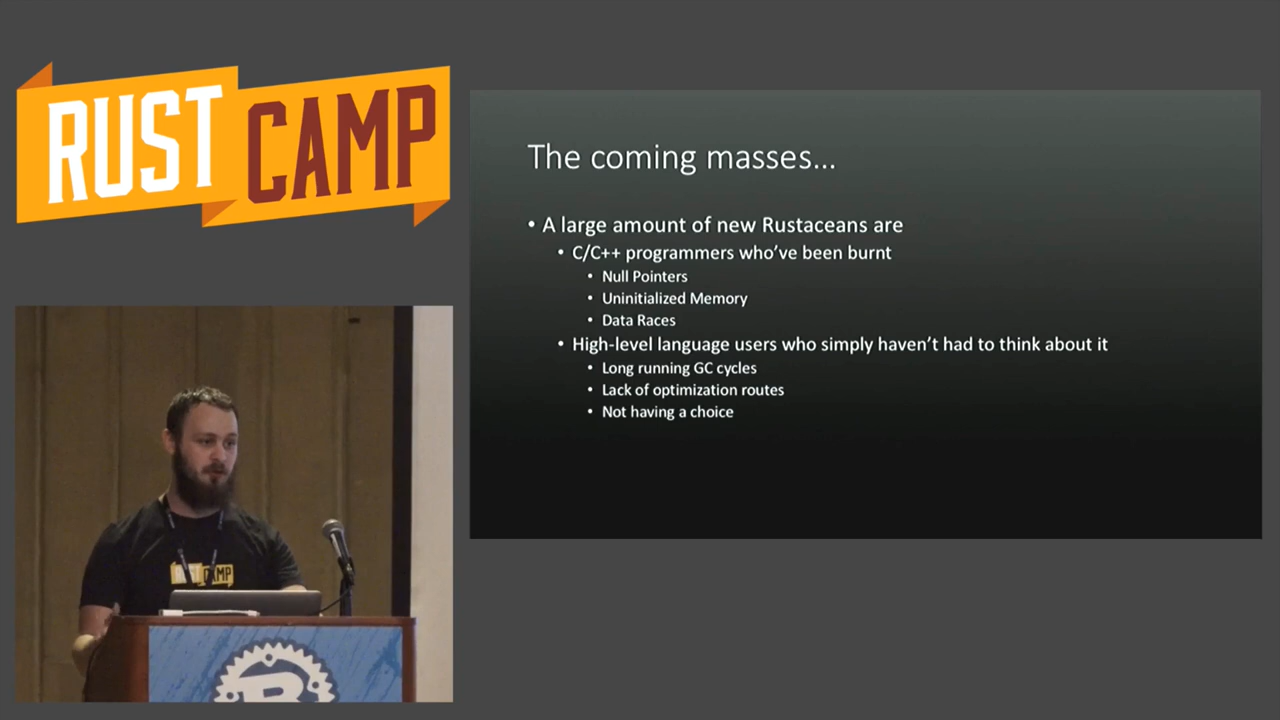 RUST CAMP
The coming masses…
• A large amount of new Rustaceans are
• C/C++ programmers who've been burnt
• Null Pointers
• Uninitialized Memory
• Data Races
• High-level language users who simply haven't had to think about it
• Long running GC cycles
• Lack of optimization routes
• Not having a choice
RUST CAMP
R